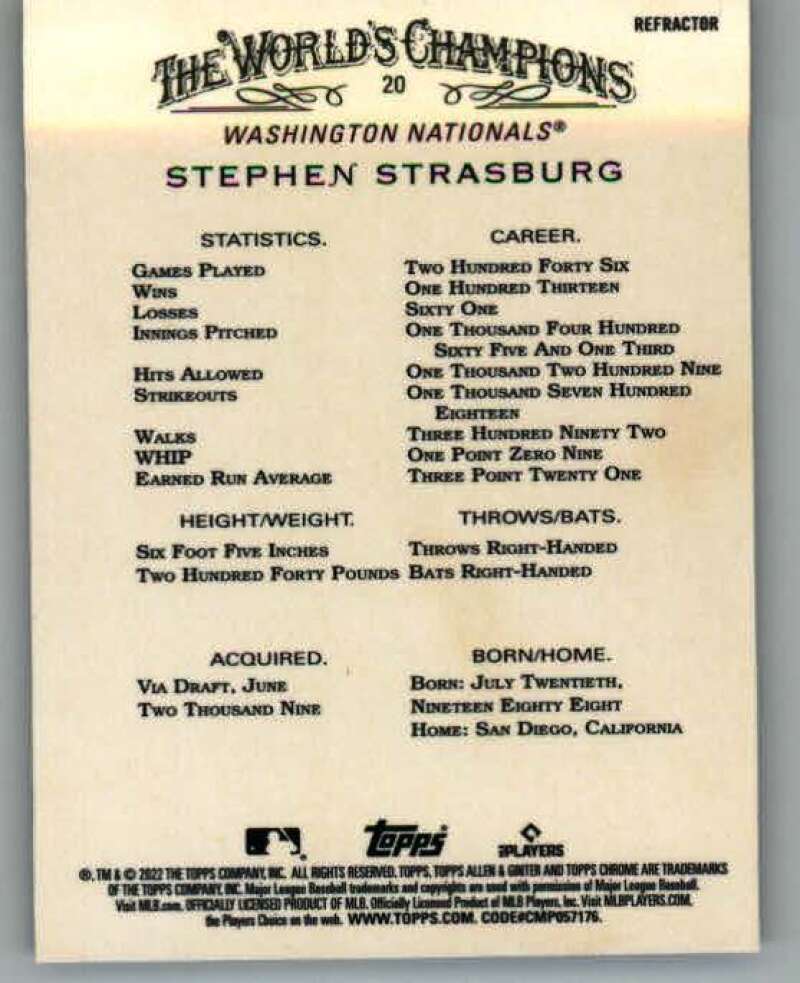 REFRACTOR
THE WORLD'S CHAMPIONS
20
WASHINGTON NATIONALS®
STEPHEN STRASBURG
STATISTICS. CAREER.
GAMES PLAYED TWO HUNDRED FORTY SIX
WINS ONE HUNDRED THIRTEEN
LOSSES SIXTY ONE
INNINGS PITCHED ONE THOUSAND FOUR HUNDRED
SIXTY FIVE AND ONE THIRD
HITS ALLOWED ONE THOUSAND TWO HUNDRED NINE
STRIKEOUTS ONE THOUSAND SEVEN HUNDRED
EIGHTEEN
WALKS THREE HUNDRED NINETY TWO
WHIP ONE POINT ZERO NINE
EARNED RUN AVERAGE THREE POINT TWENTY ONE
HEIGHT/WEIGHT. THROWS/BATS.
SIX FOOT FIVE INCHES THROWS RIGHT-HANDED
TWO HUNDRED FORTY POUNDS BATS RIGHT-HANDED
ACQUIRED. BORN/HOME.
VIA DRAFT, JUNE BORN: JULY TWENTIETH,
TWO THOUSAND NINE NINETEEN EIGHTY EIGHT
HOME: SAN DIEGO, CALIFORNIA
Topps PLAYERS
®, TM & © 2022 THE TOPPS COMPANY, INC. ALL RIGHTS RESERVED. TOPPS, TOPPS ALLEN & GINTER AND TOPPS CHROME ARE TRADEMARKS
OF THE TOPPS COMPANY, INC. Major League Baseball trademarks and copyrights are used with permission of Major League Baseball.
Visit MLB.com. OFFICIALLY LICENSED PRODUCT OF MLB. Officially Licensed Product of MLB Players, Inc. Visit MLBPLAYERS.COM,
the Players Choice on the web. WWW.TOPPS.COM. CODE#CMP057176.